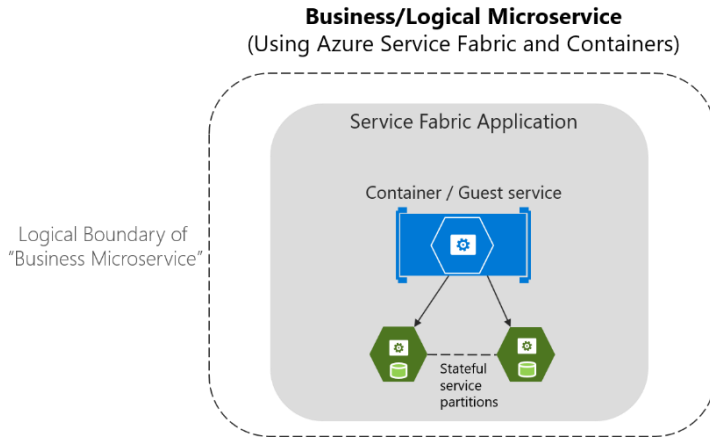 Business/Logical Microservice
(Using Azure Service Fabric and Containers)
Service Fabric Application
Container / Guest service
Logical Boundary of
"Business Microservice"
Stateful
service
partitions